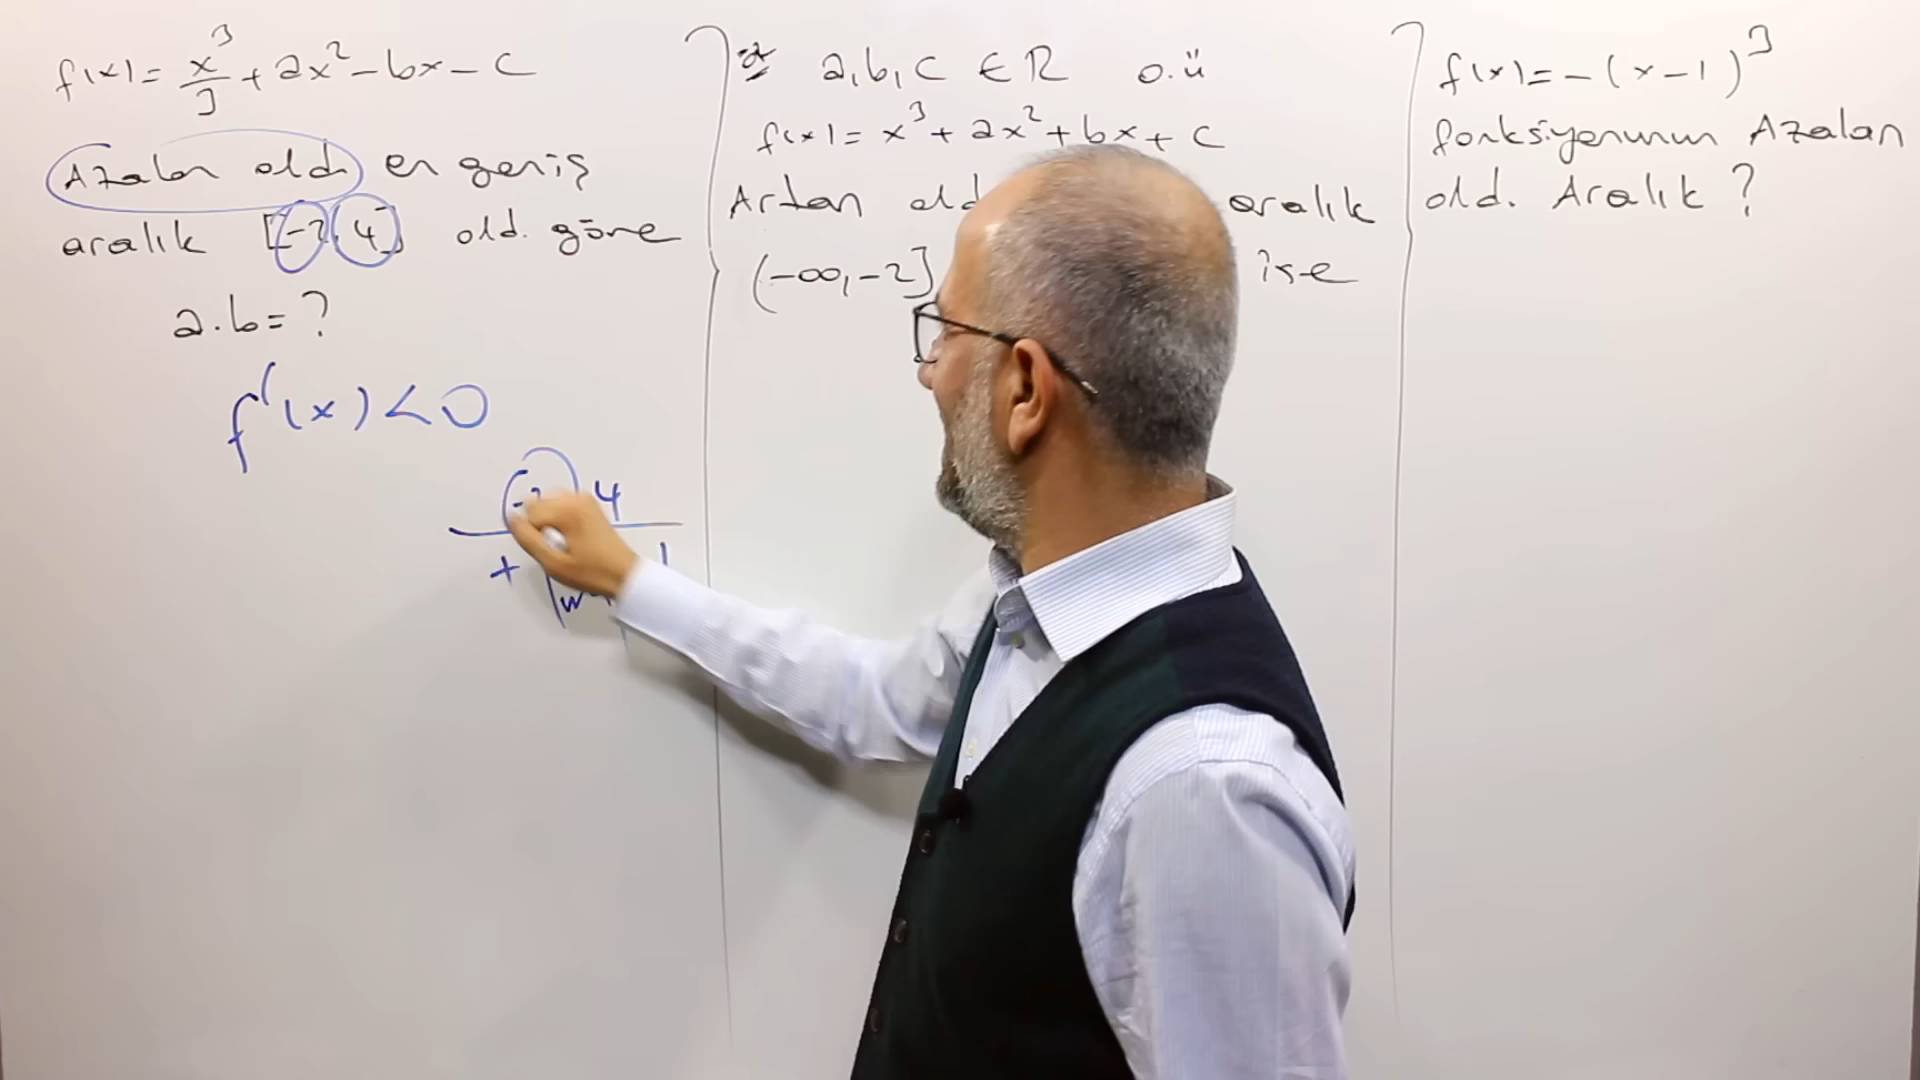 f(x) = x³/3 + ax² - bx - c
Azalan old. en geniş
aralık [-2, 4] old. göre
a.b = ?
f'(x) < 0
-2 4
+
* a, b, c ∈ R o.ü
f(x) = x³ + ax² + bx + c
Artan old aralık
(-∞, -2] ise
f(x) = -(x-1)³
fonksiyonunun Azalan
old. Aralık ?